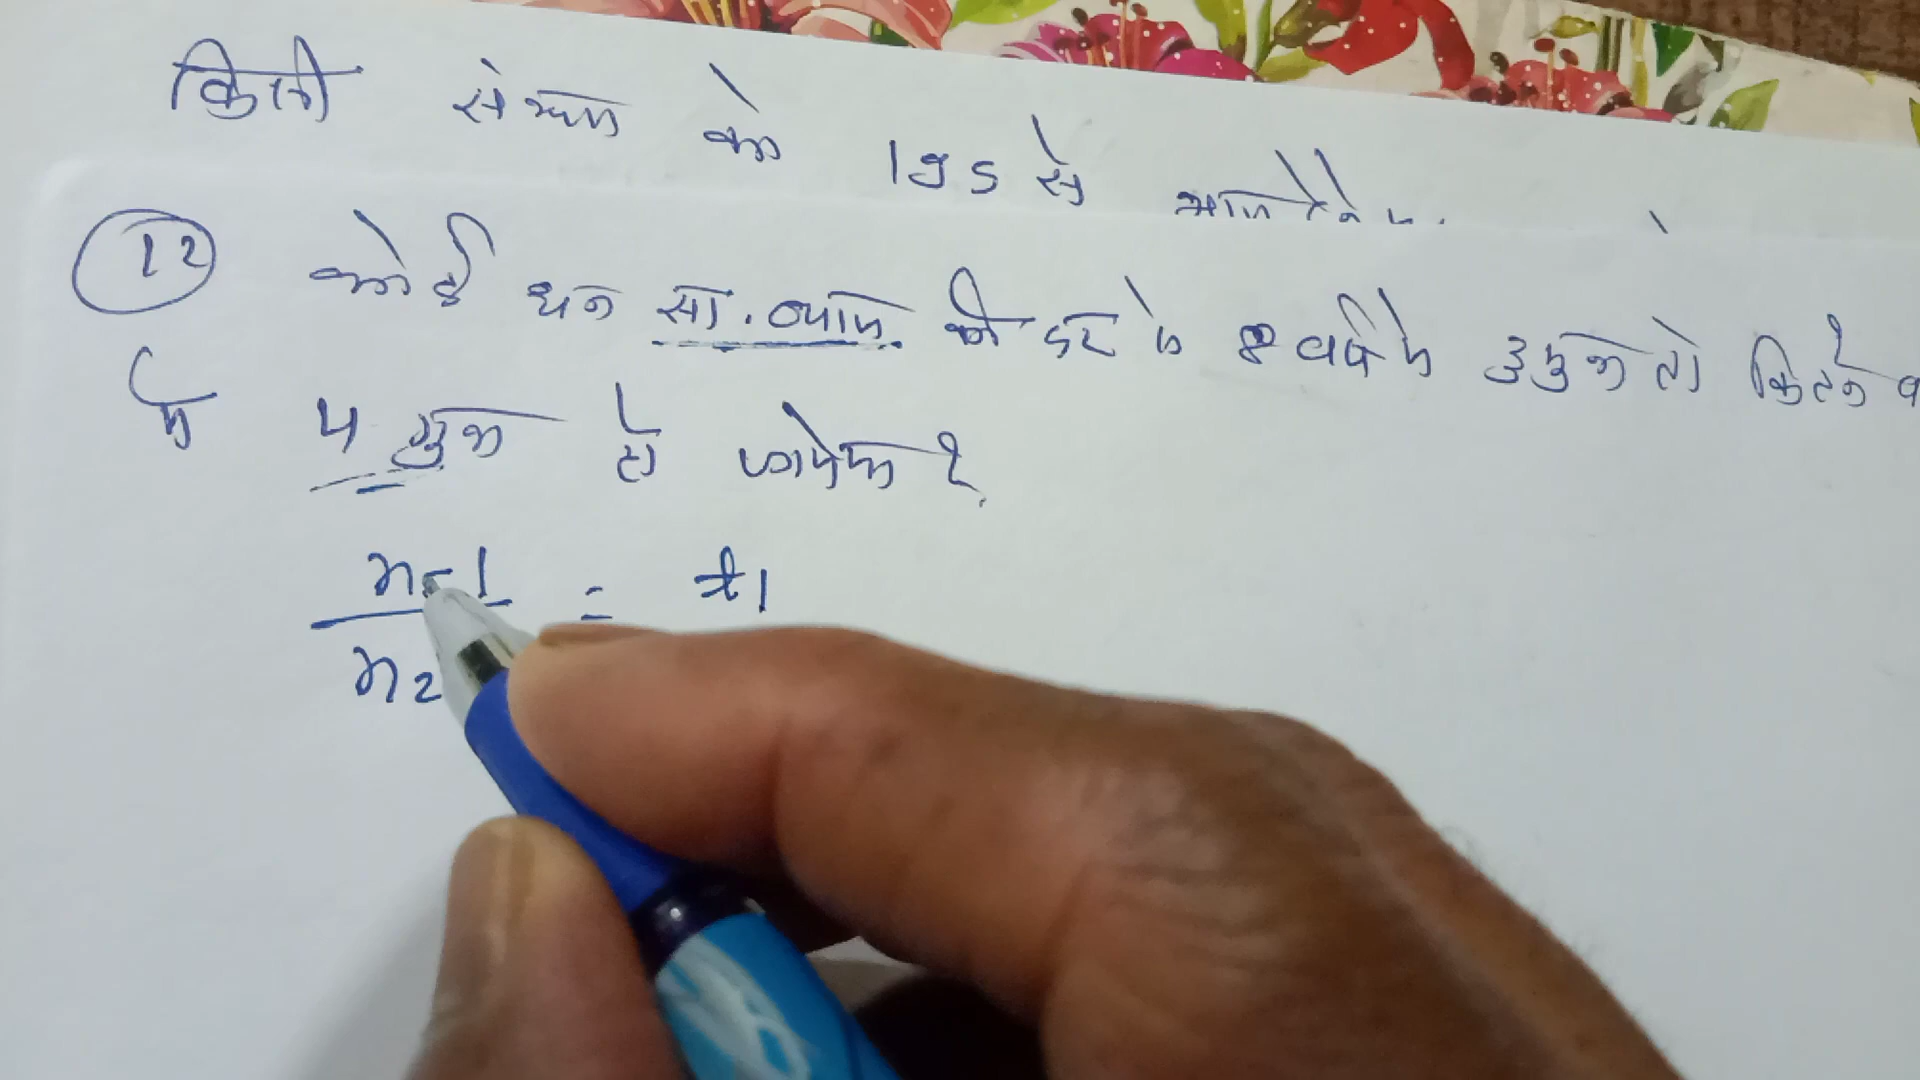 किसी संख्या को 195 से भाग देने
12 कोई धन सा. ब्याज की दर से 8 वर्ष में 3 गुना तो कितने व
में 4 गुना हो जायेगा ?
n-1 = t1
n2